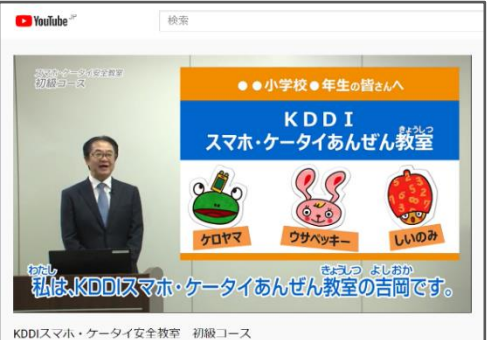 YouTube JP
検索
スマホ・ケータイ安全教室
初級コース
●●小学校●年生の皆さんへ
KDDI
きょうしつ
スマホ・ケータイあんぜん教室
ケロヤマ
ウサペッキー
しいのみ
わたし きょうしつ よしおか
私は、KDDIスマホ・ケータイあんぜん教室の吉岡です。
KDDIスマホ・ケータイ安全教室 初級コース